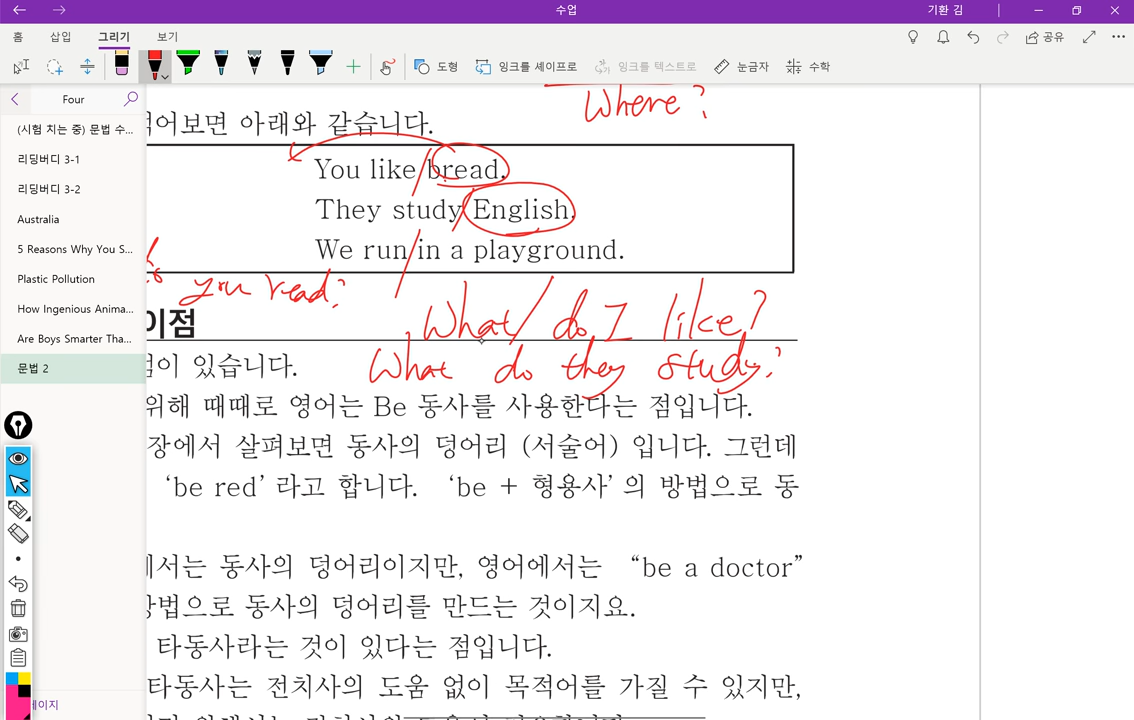 수업
기환 김
홈 삽입 그리기 보기
도형 잉크를 셰이프로 잉크를 텍스트로 눈금자 수학 공유
Four
(시험 치는 중) 문법 수...
리딩버디 3-1
리딩버디 3-2
Australia
5 Reasons Why You S...
Plastic Pollution
How Ingenious Anima...
Are Boys Smarter Tha...
문법 2
페이지
Where?
어보면 아래와 같습니다.
You like bread.
They study English.
We run in a playground.
you read?
What do I like?
이점
What do they study?
이 있습니다.
위해 때때로 영어는 Be 동사를 사용한다는 점입니다.
장에서 살펴보면 동사의 덩어리 (서술어) 입니다. 그런데
‘be red’라고 합니다. ‘be + 형용사’의 방법으로 동
에서는 동사의 덩어리이지만, 영어에서는 “be a doctor”
방법으로 동사의 덩어리를 만드는 것이지요.
타동사라는 것이 있다는 점입니다.
타동사는 전치사의 도움 없이 목적어를 가질 수 있지만,